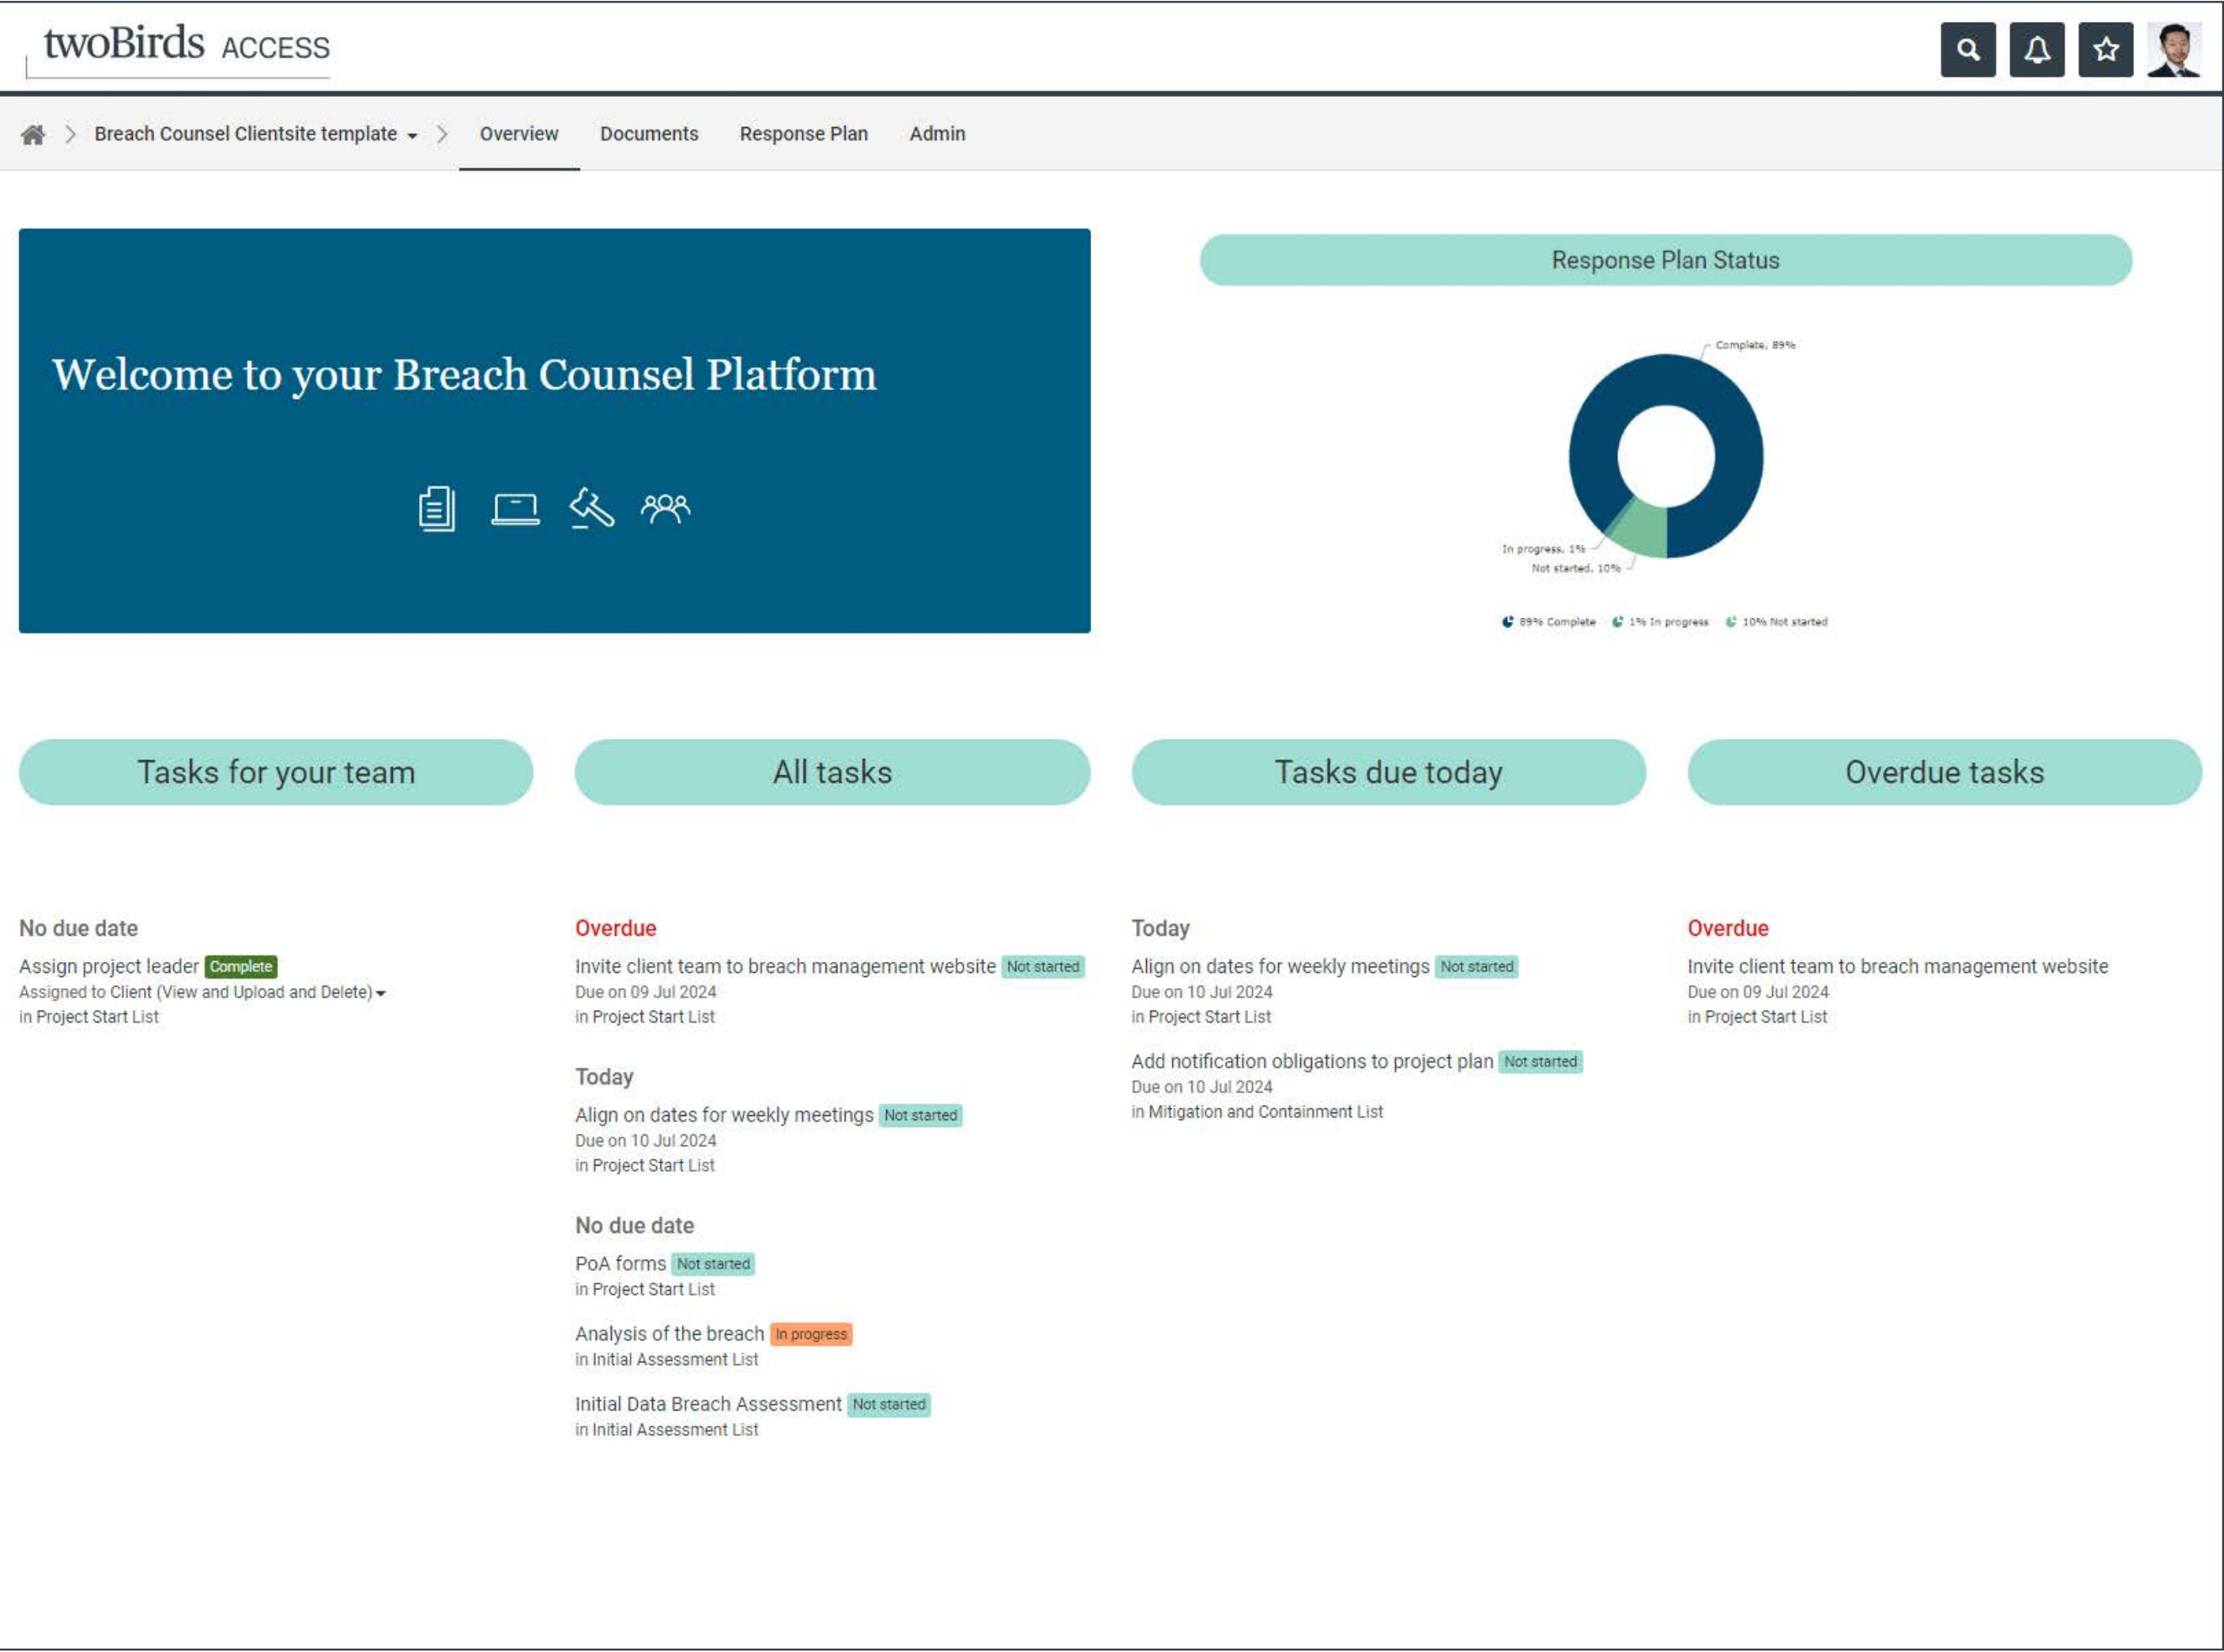 twoBirds ACCESS
Breach Counsel Clientsite template
Overview
Documents
Response Plan
Admin
Welcome to your Breach Counsel Platform
Response Plan Status
Complete, 89%
In progress, 1%
Not started, 10%
89% Complete
1% In progress
10% Not started
Tasks for your team
All tasks
Tasks due today
Overdue tasks
No due date
Assign project leader Complete
Assigned to Client (View and Upload and Delete)
in Project Start List
Overdue
Invite client team to breach management website Not started
Due on 09 Jul 2024
in Project Start List
Today
Align on dates for weekly meetings Not started
Due on 10 Jul 2024
in Project Start List
No due date
PoA forms Not started
in Project Start List
Analysis of the breach In progress
in Initial Assessment List
Initial Data Breach Assessment Not started
in Initial Assessment List
Today
Align on dates for weekly meetings Not started
Due on 10 Jul 2024
in Project Start List
Add notification obligations to project plan Not started
Due on 10 Jul 2024
in Mitigation and Containment List
Overdue
Invite client team to breach management website
Due on 09 Jul 2024
in Project Start List